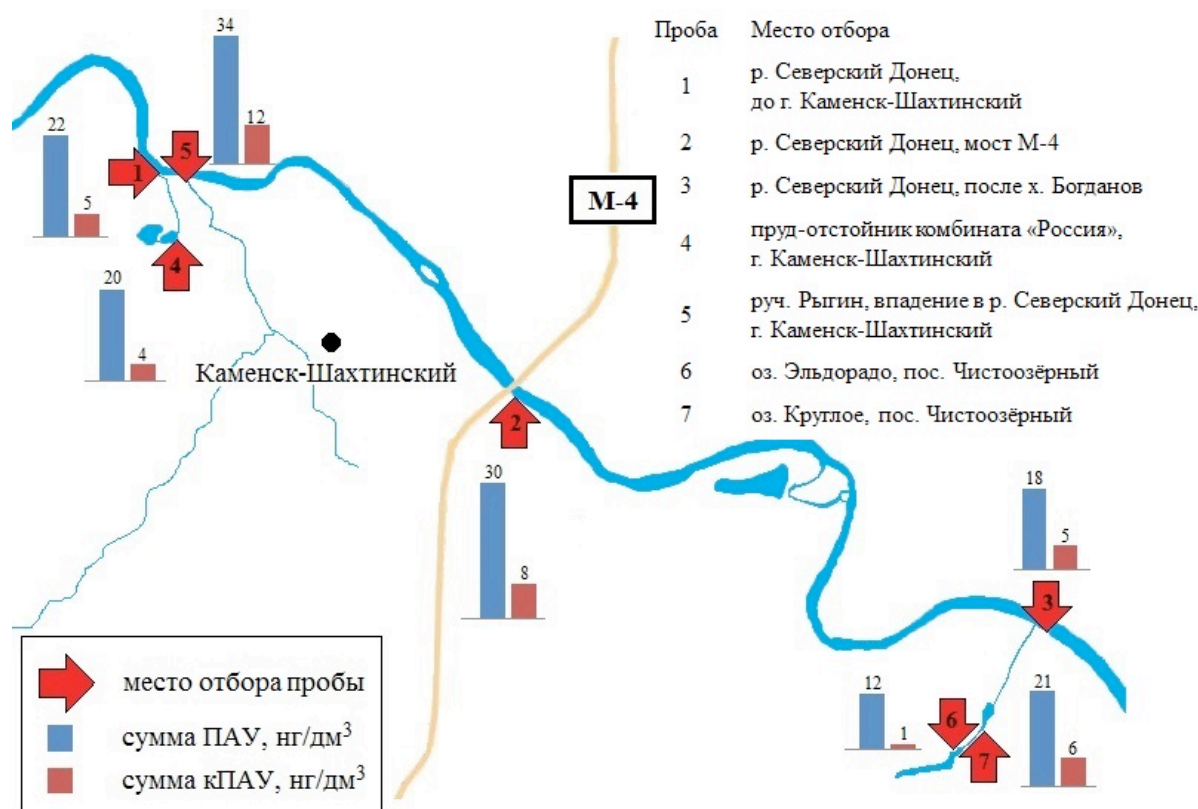 Проба Место отбора
1 р. Северский Донец,
до г. Каменск-Шахтинский
2 р. Северский Донец, мост М-4
3 р. Северский Донец, после х. Богданов
4 пруд-отстойник комбината «Россия»,
г. Каменск-Шахтинский
5 руч. Рыгин, впадение в р. Северский Донец,
г. Каменск-Шахтинский
6 оз. Эльдорадо, пос. Чистоозёрный
7 оз. Круглое, пос. Чистоозёрный
34
12
22
5
5
1
М-4
4
20
4
Каменск-Шахтинский
2
30
8
18
5
3
12
1
6
7
21
6
место отбора пробы
сумма ПАУ, нг/дм³
сумма кПАУ, нг/дм³